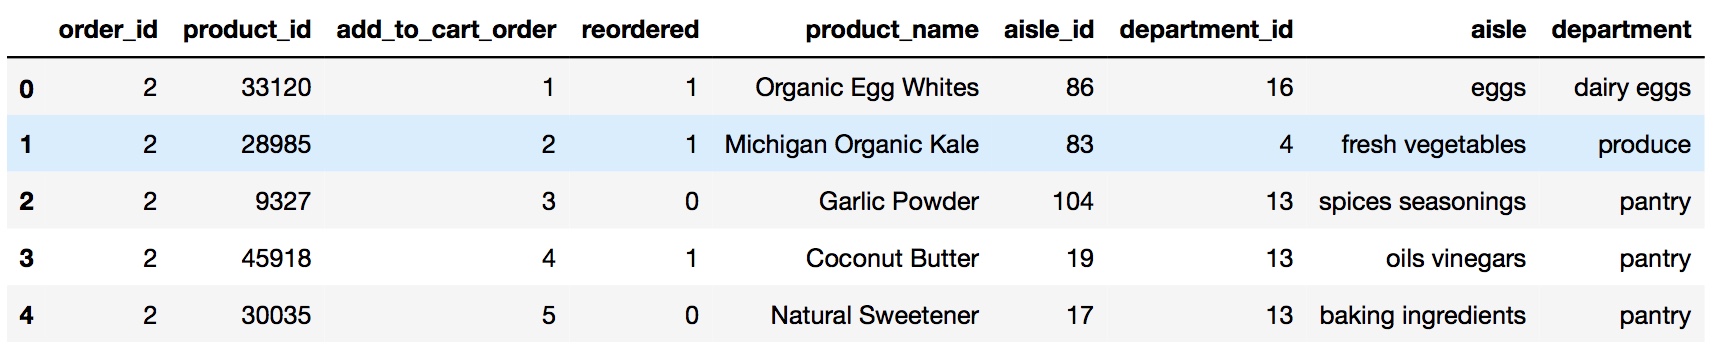 order_id product_id add_to_cart_order reordered product_name aisle_id department_id aisle department
0 2 33120 1 1 Organic Egg Whites 86 16 eggs dairy eggs
1 2 28985 2 1 Michigan Organic Kale 83 4 fresh vegetables produce
2 2 9327 3 0 Garlic Powder 104 13 spices seasonings pantry
3 2 45918 4 1 Coconut Butter 19 13 oils vinegars pantry
4 2 30035 5 0 Natural Sweetener 17 13 baking ingredients pantry